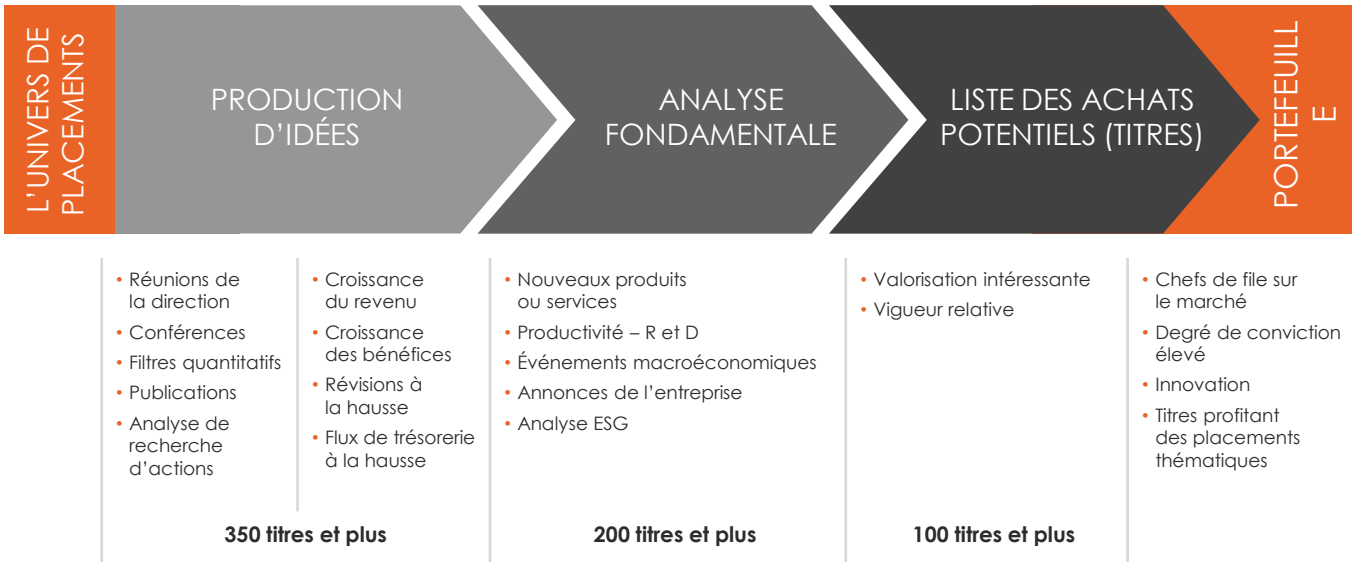 L'UNIVERS DE
PLACEMENTS
PRODUCTION
D'IDÉES
ANALYSE
FONDAMENTALE
LISTE DES ACHATS
POTENTIELS (TITRES)
PORTEFEUILL
E
• Réunions de
la direction
• Conférences
• Filtres quantitatifs
• Publications
• Analyse de
recherche
d'actions
• Croissance
du revenu
• Croissance
des bénéfices
• Révisions à
la hausse
• Flux de trésorerie
à la hausse
350 titres et plus
• Nouveaux produits
ou services
• Productivité – R et D
• Événements macroéconomiques
• Annonces de l'entreprise
• Analyse ESG
200 titres et plus
• Valorisation intéressante
• Vigueur relative
100 titres et plus
• Chefs de file sur
le marché
• Degré de conviction
élevé
• Innovation
• Titres profitant
des placements
thématiques